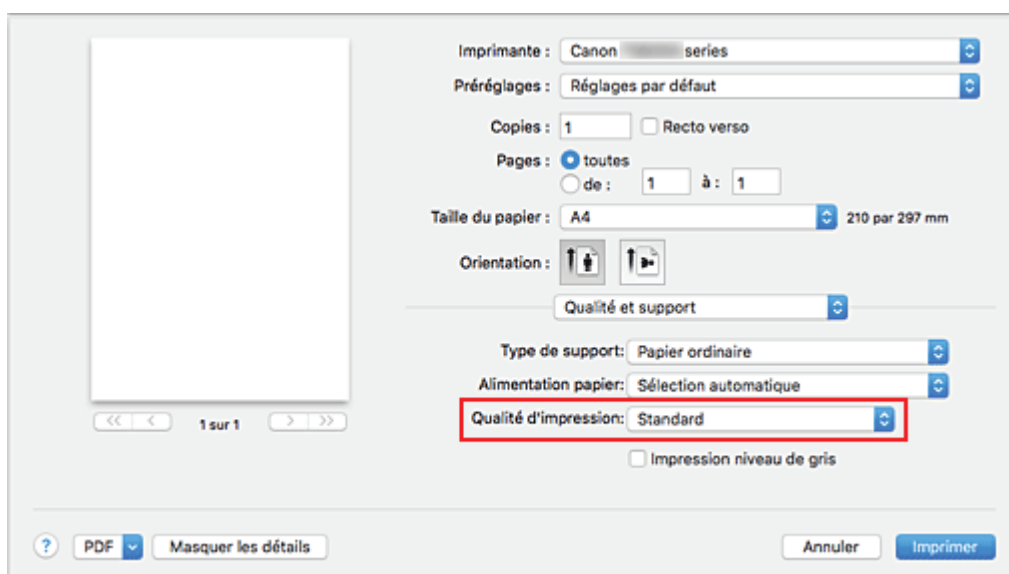 Imprimante : Canon series
Préréglages : Réglages par défaut
Copies : 1 Recto verso
Pages : toutes
de : 1 à : 1
Taille du papier : A4 210 par 297 mm
Orientation :
Qualité et support
Type de support: Papier ordinaire
Alimentation papier: Sélection automatique
<< < 1 sur 1 > >>
Qualité d'impression: Standard
Impression niveau de gris
? PDF Masquer les détails Annuler Imprimer